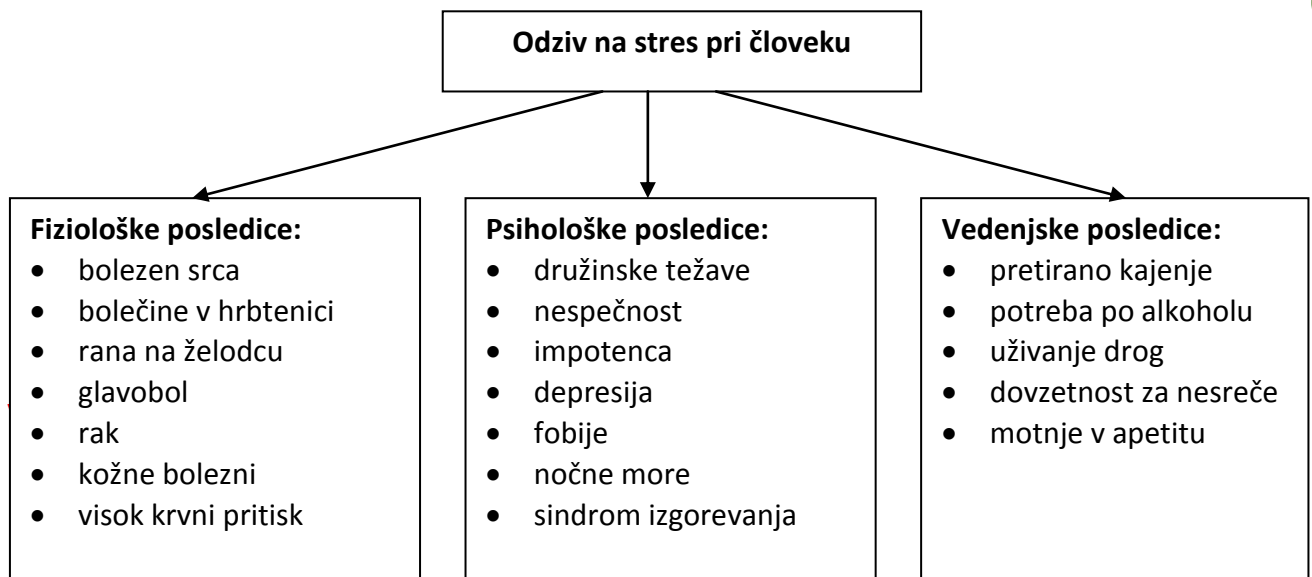 Odziv na stres pri človeku
Fiziološke posledice:
• bolezen srca
• bolečine v hrbtenici
• rana na želodcu
• glavobol
• rak
• kožne bolezni
• visok krvni pritisk
Psihološke posledice:
• družinske težave
• nespečnost
• impotenca
• depresija
• fobije
• nočne more
• sindrom izgorevanja
Vedenjske posledice:
• pretirano kajenje
• potreba po alkoholu
• uživanje drog
• dovzetnost za nesreče
• motnje v apetitu